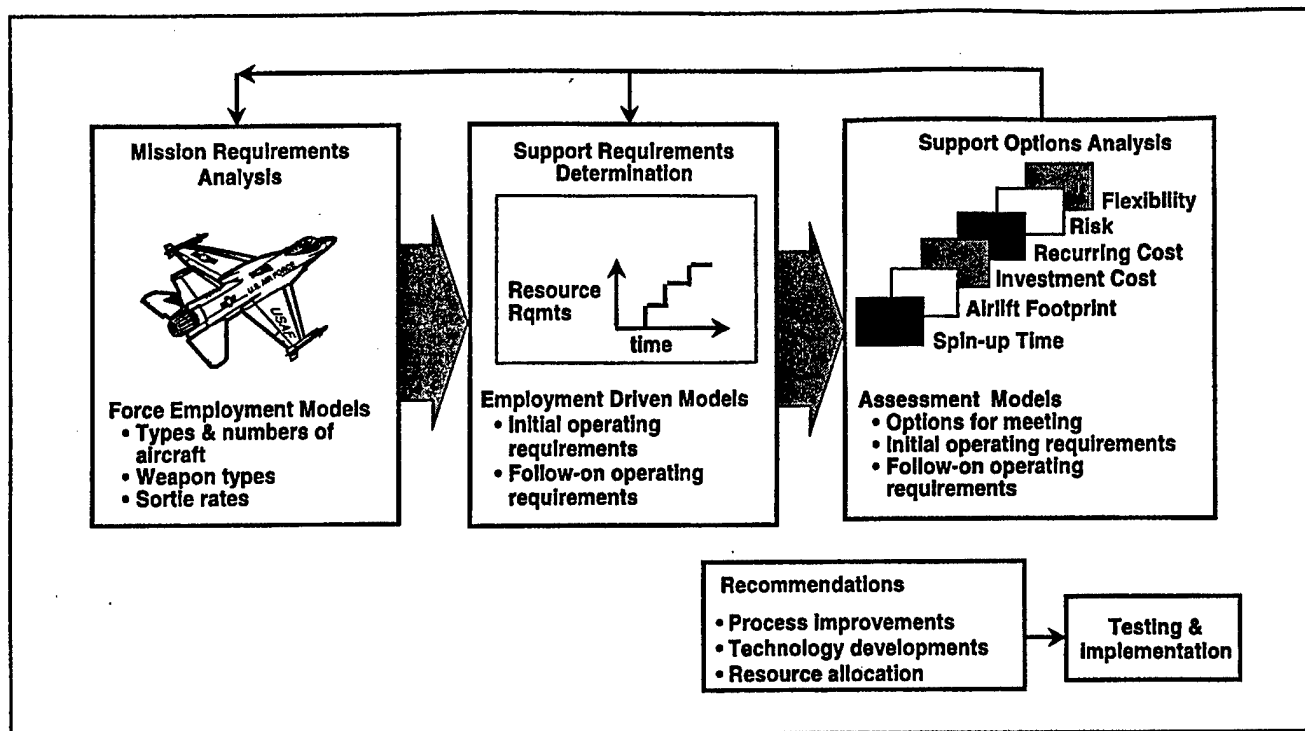 Mission Requirements
Analysis
U.S. AIR FORCE
USAF
Force Employment Models
• Types & numbers of
aircraft
• Weapon types
• Sortie rates
Support Requirements
Determination
Resource
Rqmts
time
Employment Driven Models
• Initial operating
requirements
• Follow-on operating
requirements
Support Options Analysis
Flexibility
Risk
Recurring Cost
Investment Cost
Airlift Footprint
Spin-up Time
Assessment Models
• Options for meeting
• Initial operating requirements
• Follow-on operating
requirements
Recommendations
• Process improvements
• Technology developments
• Resource allocation
Testing &
implementation